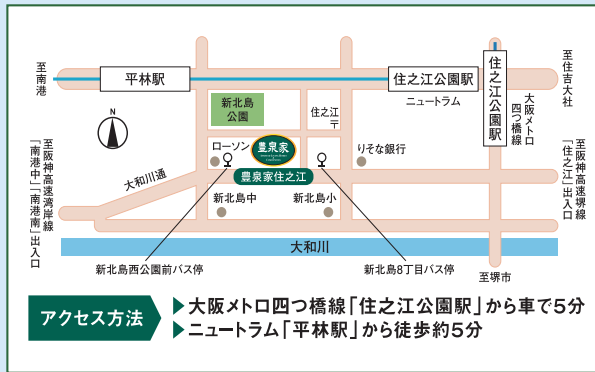 至南港
平林駅
住之江公園駅
ニュートラム
住之江公園駅
大阪メトロ
四つ橋線
至住吉大社
新北島
公園
住之江
〒
N
ローソン
豊泉家
りそな銀行
豊泉家住之江
大和川通
至阪神高速湾岸線
「南港中」「南港南」出入口
至阪神高速堺線
「住之江」出入口
新北島中
新北島小
大和川
新北島西公園前バス停
新北島8丁目バス停
至堺市
アクセス方法
▶大阪メトロ四つ橋線「住之江公園駅」から車で5分
▶ニュートラム「平林駅」から徒歩約5分